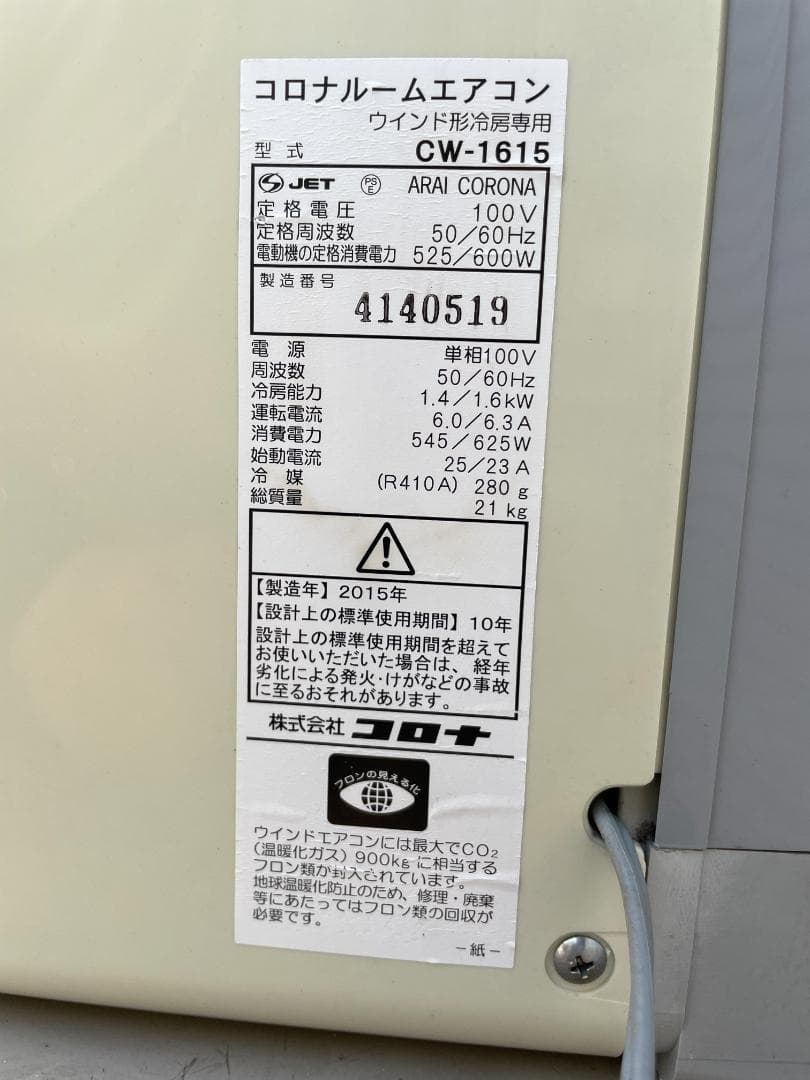 コロナルームエアコン
ウインド形冷房専用
型式 CW-1615
JET PSE ARAI CORONA
定格電圧 100V
定格周波数 50/60Hz
電動機の定格消費電力 525/600W
製造番号 4140519
電源 単相100V
周波数 50/60Hz
冷房能力 1.4/1.6kW
運転電流 6.0/6.3A
消費電力 545/625W
始動電流 25/23A
冷媒 (R410A) 280g
総質量 21kg
【製造年】2015年
【設計上の標準使用期間】10年
設計上の標準使用期間を超えて
お使いいただいた場合は、経年
劣化による発火・けがなどの事故
に至るおそれがあります。
株式会社 コロナ
フロンの見える化
ウインドエアコンには最大でCO₂
(温暖化ガス)900kgに相当する
フロン類が封入されています。
地球温暖化防止のため、修理・廃棄
等にあたってはフロン類の回収が
必要です。
－紙－